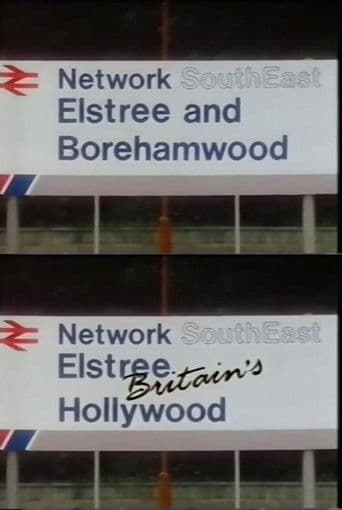 Network SouthEast
Elstree and
Borehamwood
Network SouthEast
Elstree
Britain's
Hollywood